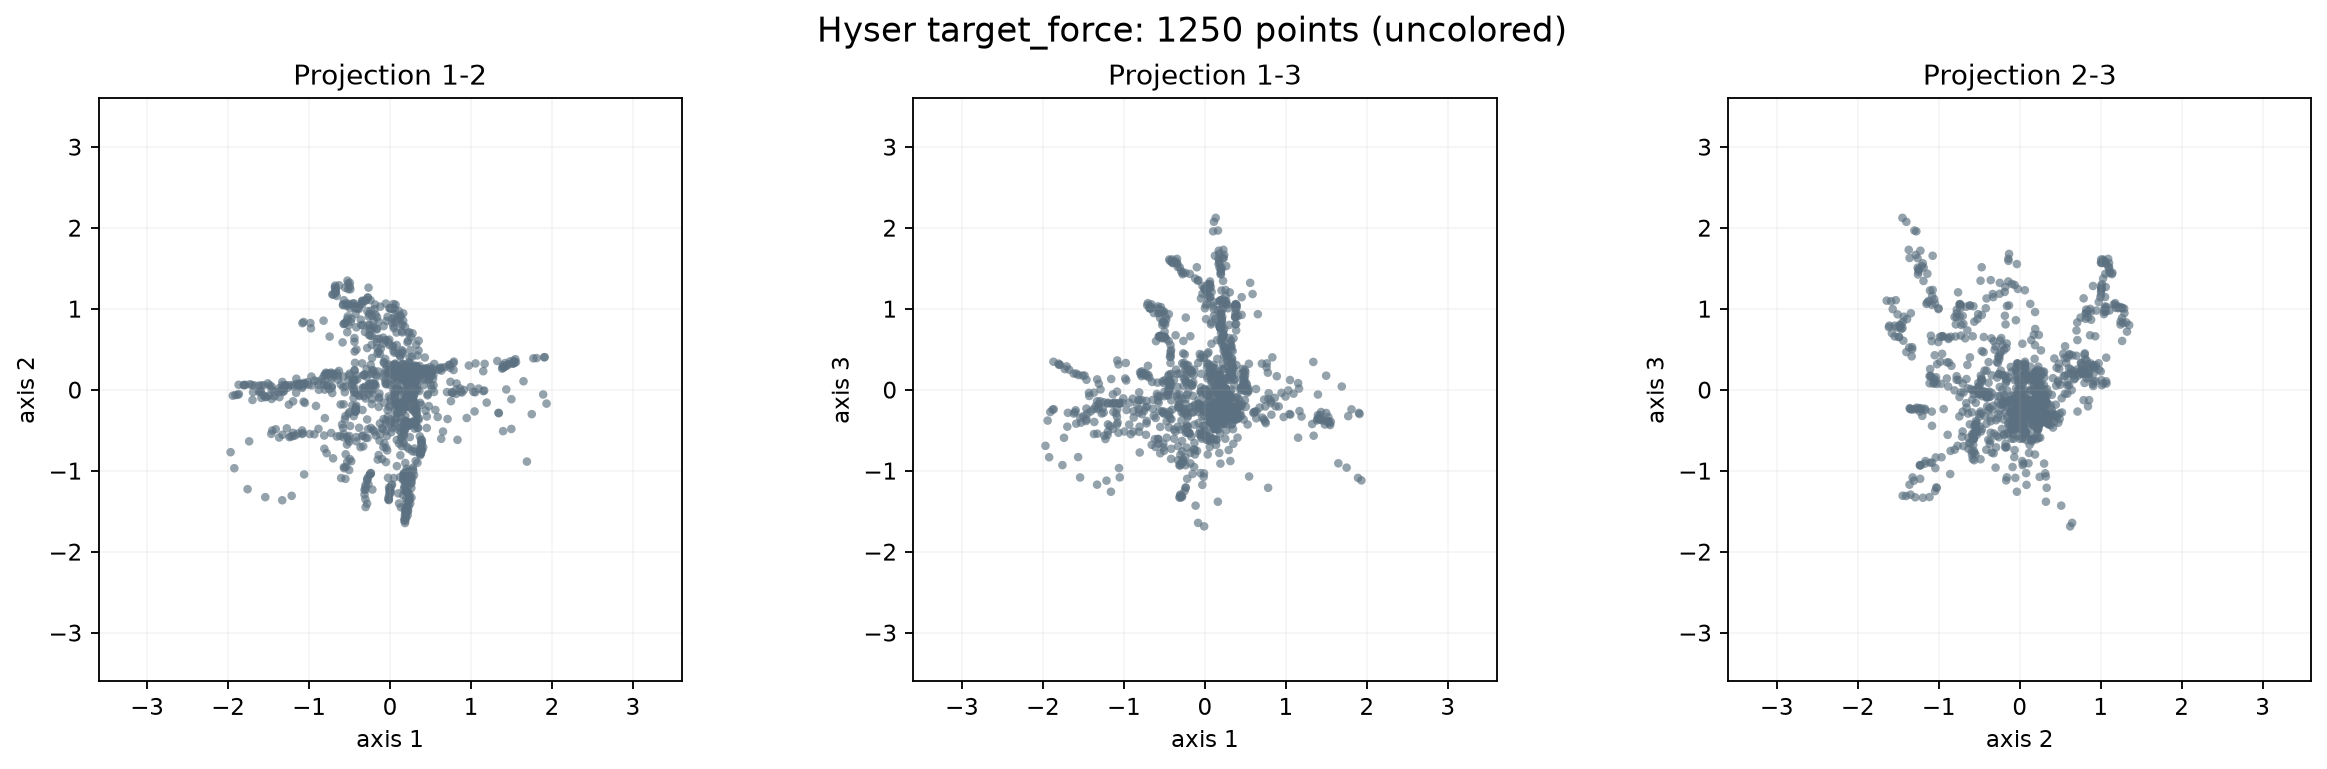 Hyser target_force: 1250 points (uncolored)
Projection 1-2
Projection 1-3
Projection 2-3
3
2
1
0
−1
−2
−3
axis 2
−3 −2 −1 0 1 2 3
axis 1
3
2
1
0
−1
−2
−3
axis 3
−3 −2 −1 0 1 2 3
axis 1
3
2
1
0
−1
−2
−3
axis 3
−3 −2 −1 0 1 2 3
axis 2